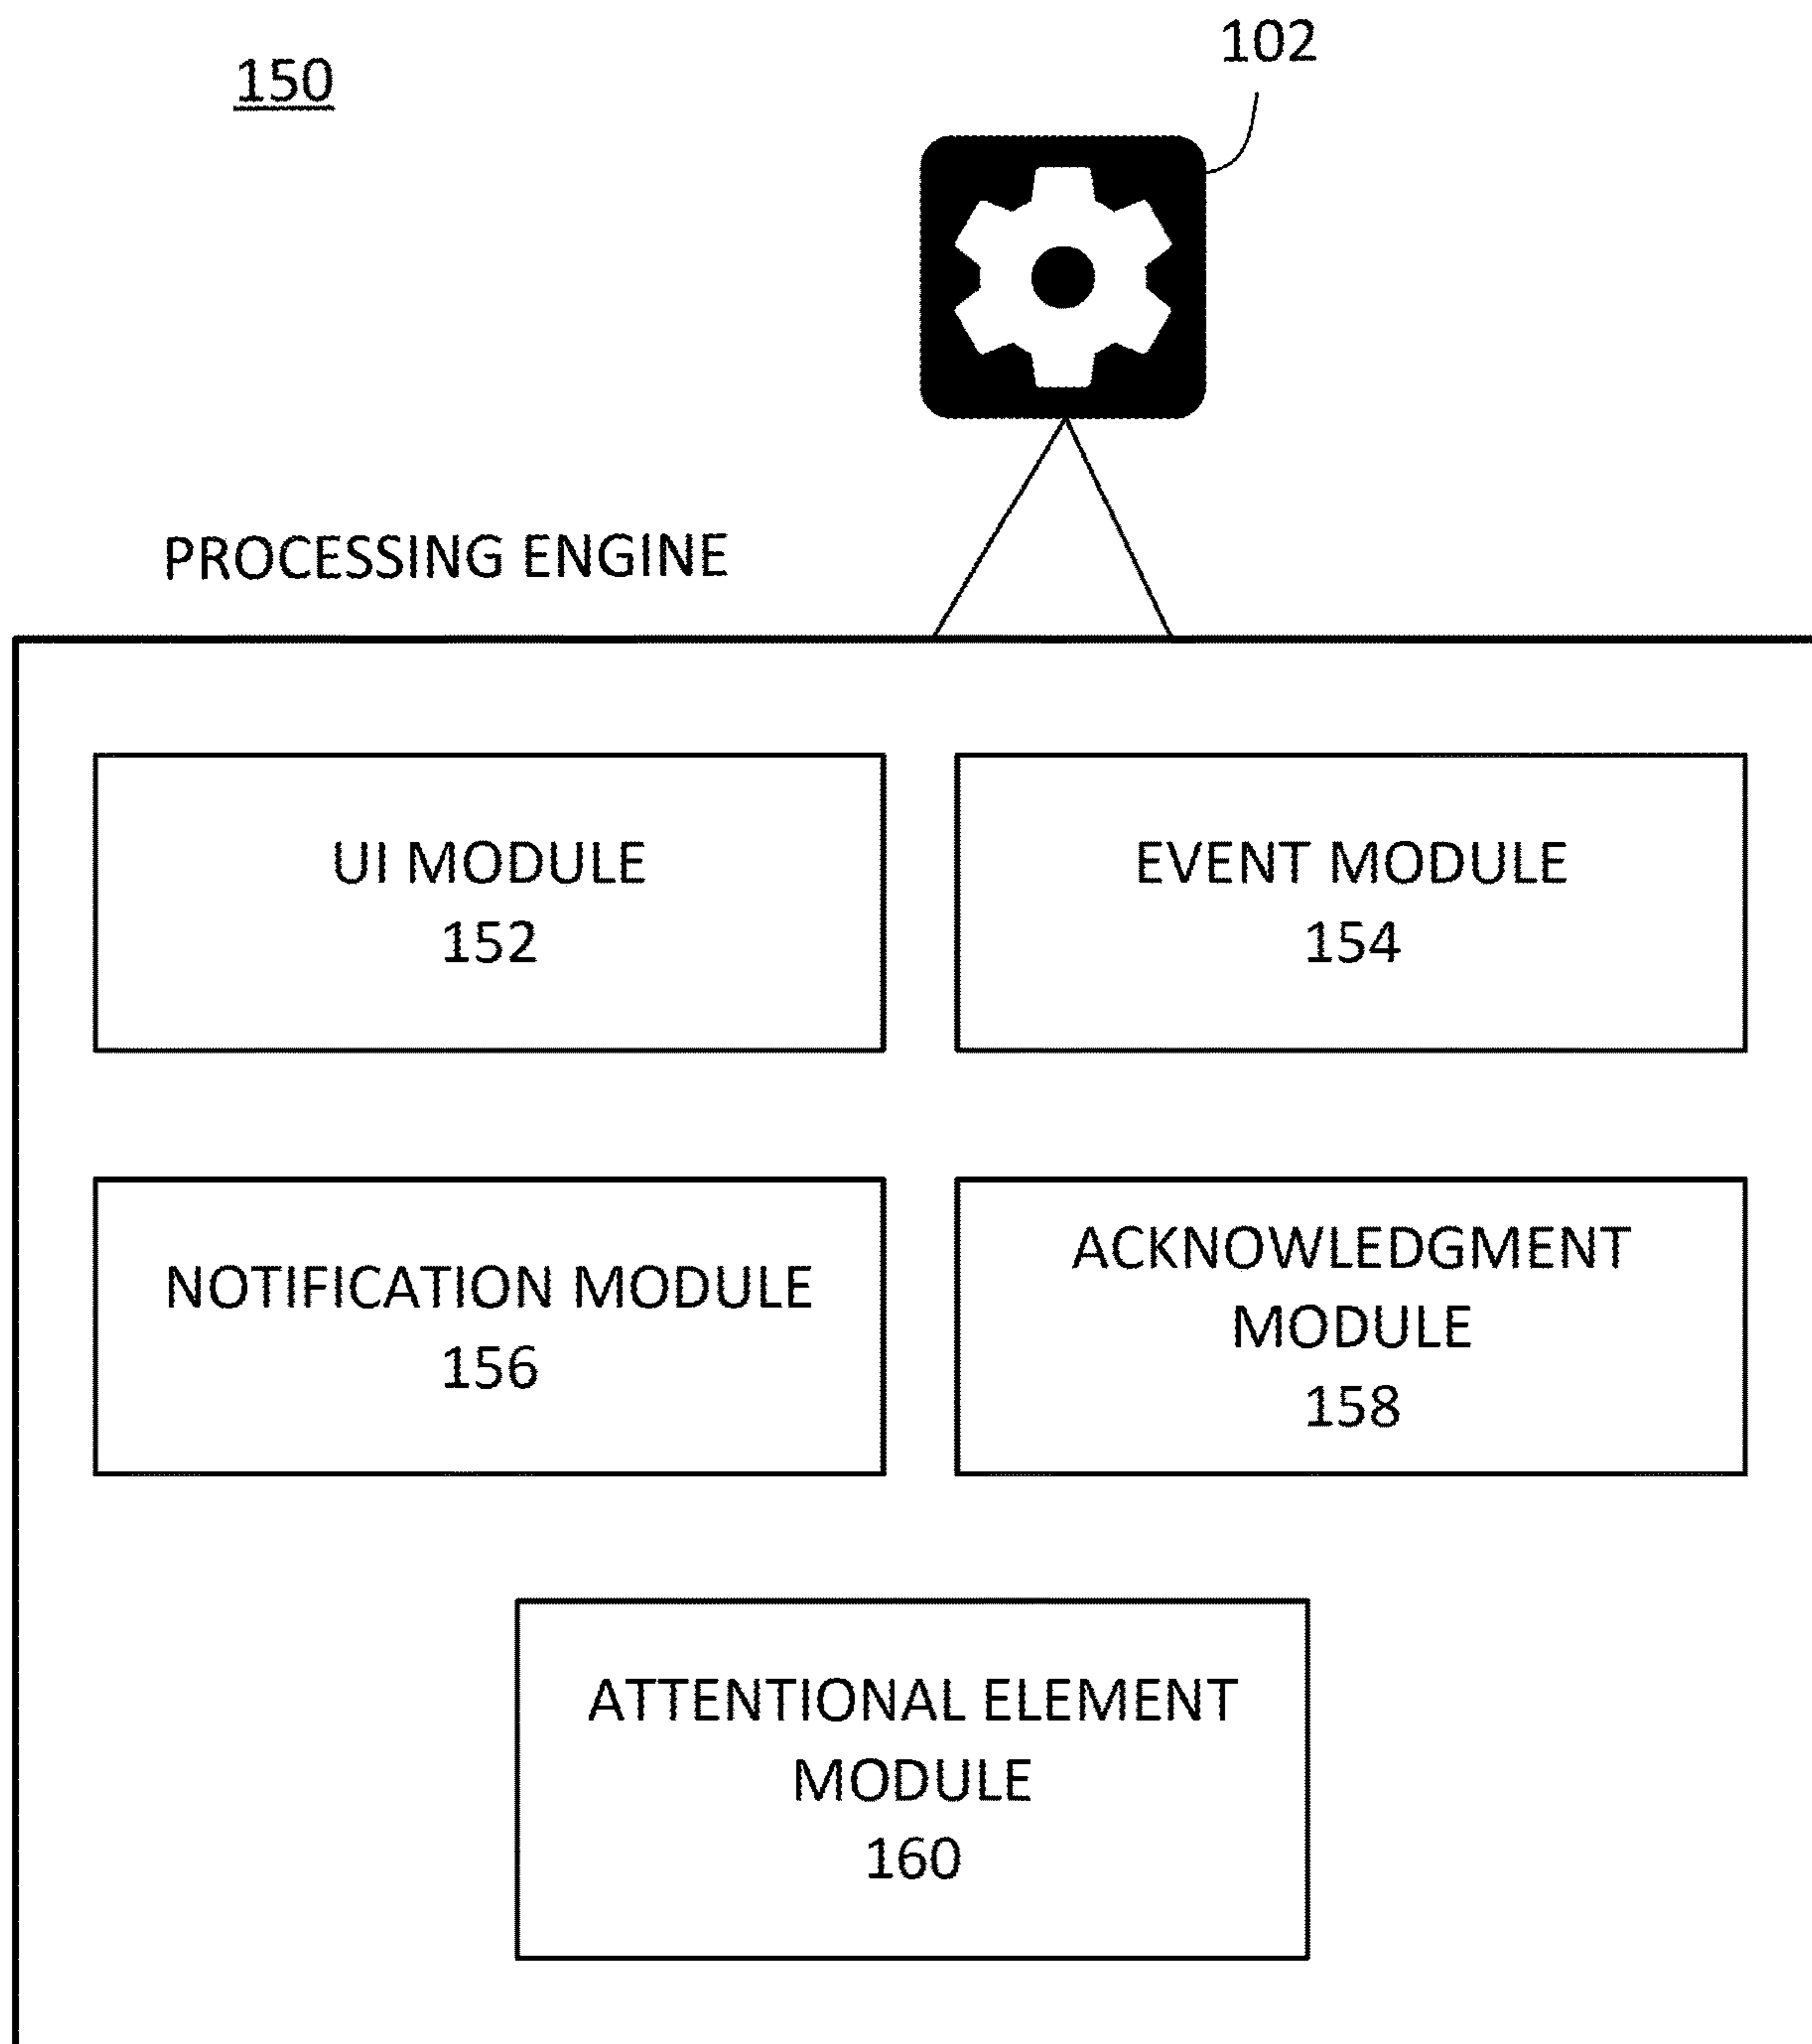 150
102
PROCESSING ENGINE
UI MODULE
152
EVENT MODULE
154
NOTIFICATION MODULE
156
ACKNOWLEDGMENT
MODULE
158
ATTENTIONAL ELEMENT
MODULE
160